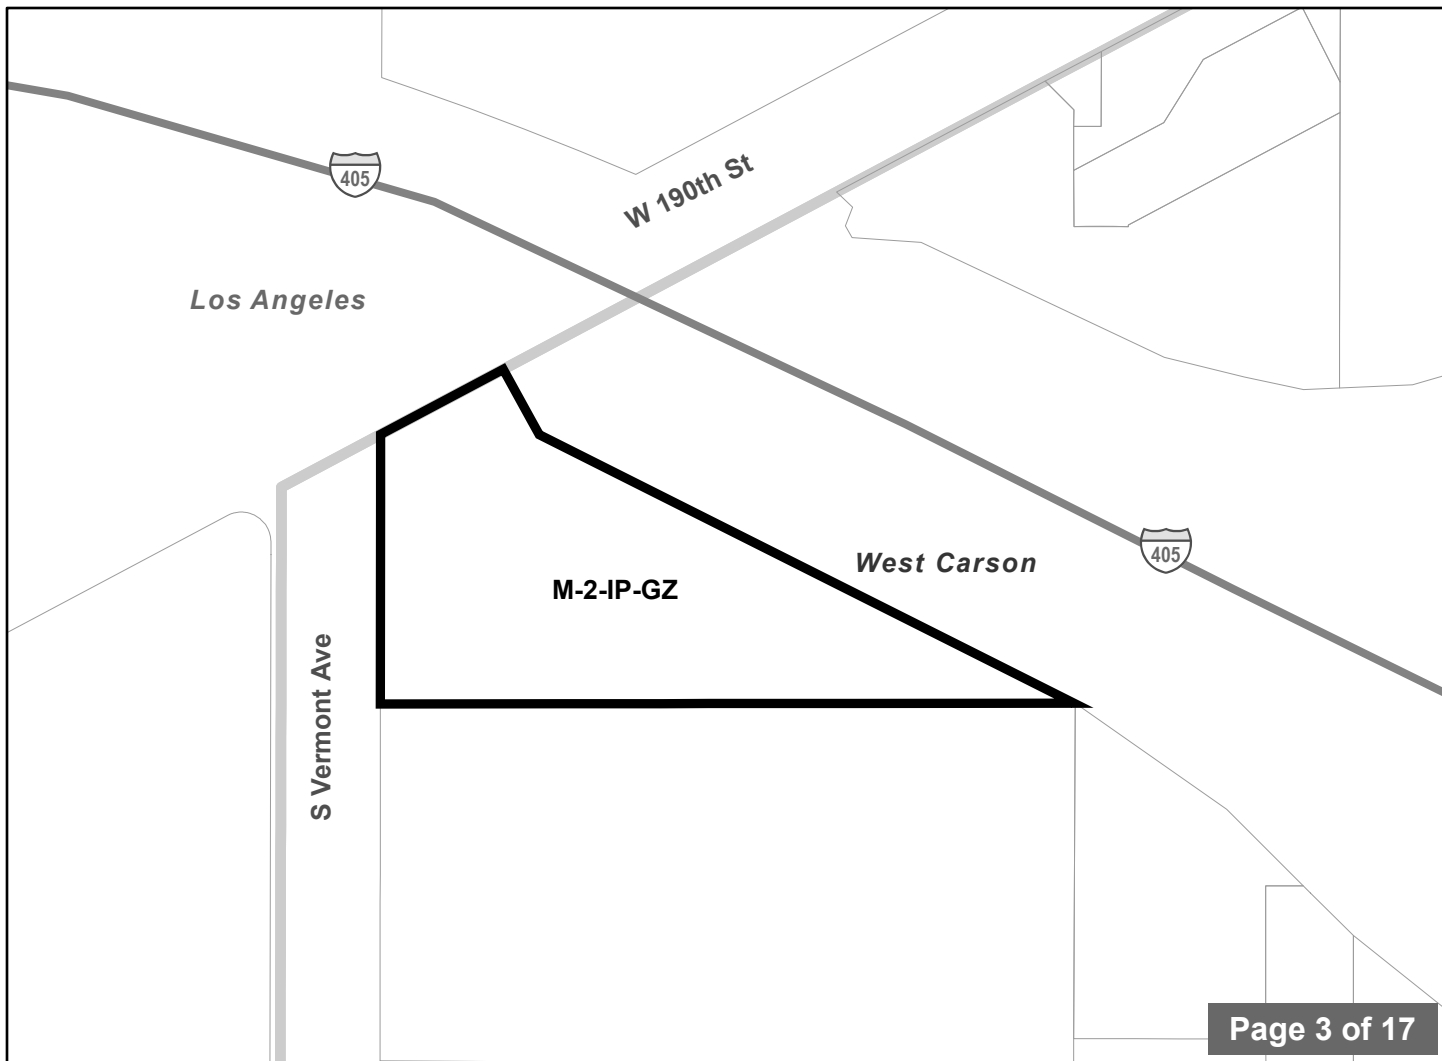 405
W 190th St
Los Angeles
West Carson
405
M-2-IP-GZ
S Vermont Ave
Page 3 of 17